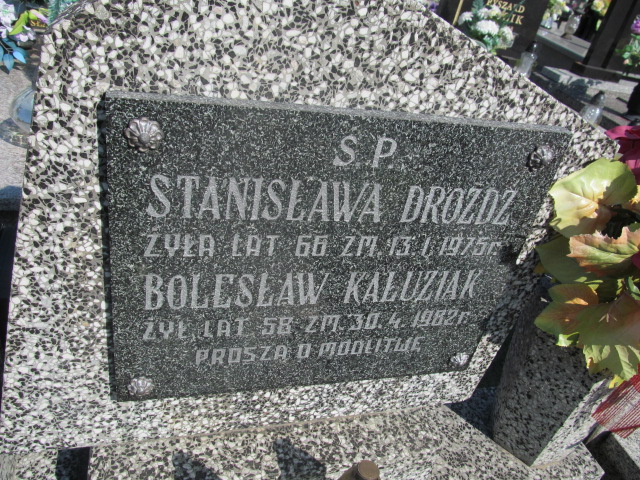 Ś.P.
STANISŁAWA DROŻDŻ
ŻYŁA LAT 66 ZM. 13.1.1975r.
BOLESŁAW KAŁUZIAK
ŻYŁ LAT 58 ZM. 30.4.1982r.
PROSZĄ O MODLITWĘ